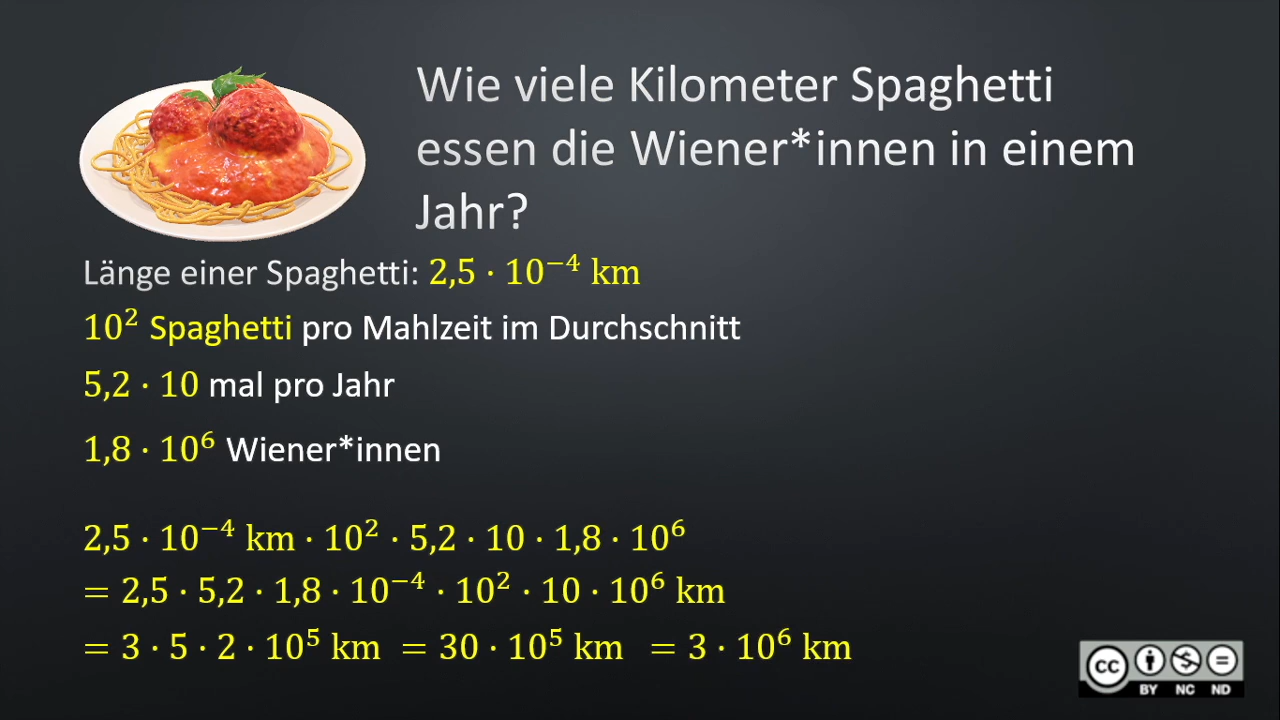 Wie viele Kilometer Spaghetti
essen die Wiener*innen in einem
Jahr?
Länge einer Spaghetti: 2,5 · 10⁻⁴ km
10² Spaghetti pro Mahlzeit im Durchschnitt
5,2 · 10 mal pro Jahr
1,8 · 10⁶ Wiener*innen
2,5 · 10⁻⁴ km · 10² · 5,2 · 10 · 1,8 · 10⁶
= 2,5 · 5,2 · 1,8 · 10⁻⁴ · 10² · 10 · 10⁶ km
= 3 · 5 · 2 · 10⁵ km = 30 · 10⁵ km = 3 · 10⁶ km
cc
BY NC ND